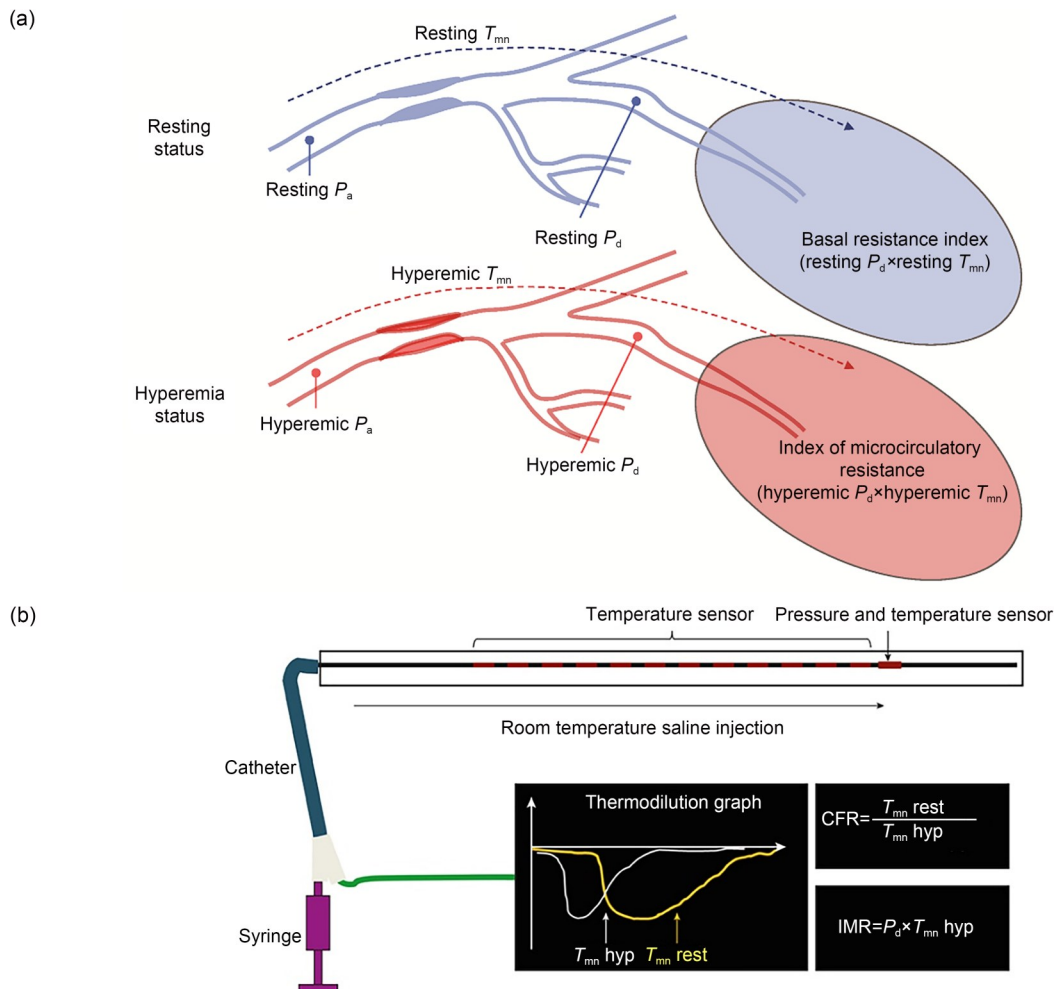 (a)
Resting Tmn
Resting
status
Resting Pa
Resting Pd
Basal resistance index
(resting Pd×resting Tmn)
Hyperemic Tmn
Hyperemia
status
Hyperemic Pa
Hyperemic Pd
Index of microcirculatory
resistance
(hyperemic Pd×hyperemic Tmn)
(b)
Temperature sensor
Pressure and temperature sensor
Room temperature saline injection
Catheter
Syringe
Thermodilution graph
Tmn hyp
Tmn rest
CFR=
Tmn rest
Tmn hyp
IMR=Pd×Tmn hyp